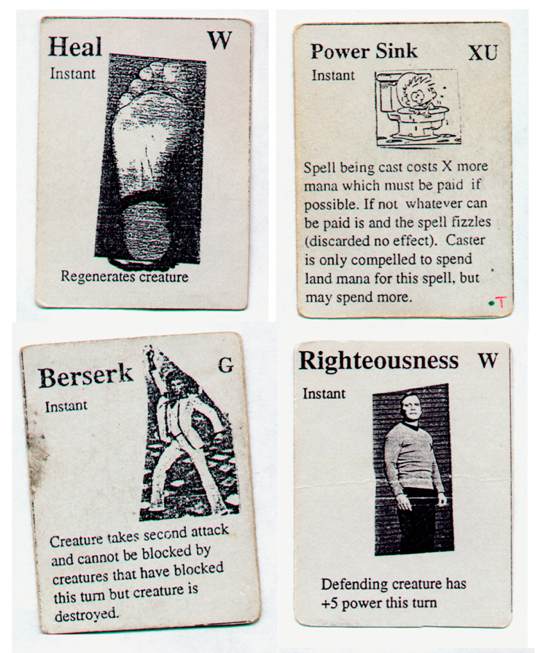 Heal W
Instant
Regenerates creature
Power Sink XU
Instant
Spell being cast costs X more
mana which must be paid if
possible. If not whatever can
be paid is and the spell fizzles
(discarded no effect). Caster
is only compelled to spend
land mana for this spell, but
may spend more.
T
Berserk G
Instant
Creature takes second attack
and cannot be blocked by
creatures that have blocked
this turn but creature is
destroyed.
Righteousness W
Instant
Defending creature has
+5 power this turn